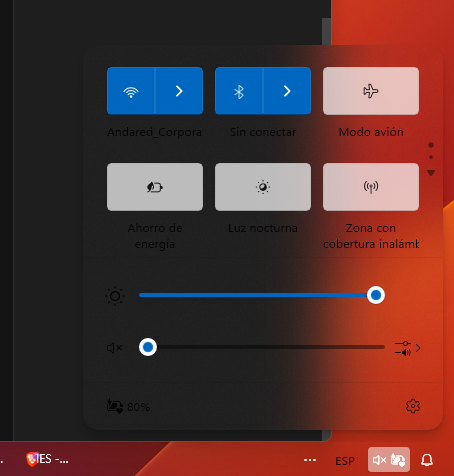 Andared_Corpora
Sin conectar
Modo avión
Ahorro de
energía
Luz nocturna
Zona con
cobertura inalámb
80%
IES -...
ESP